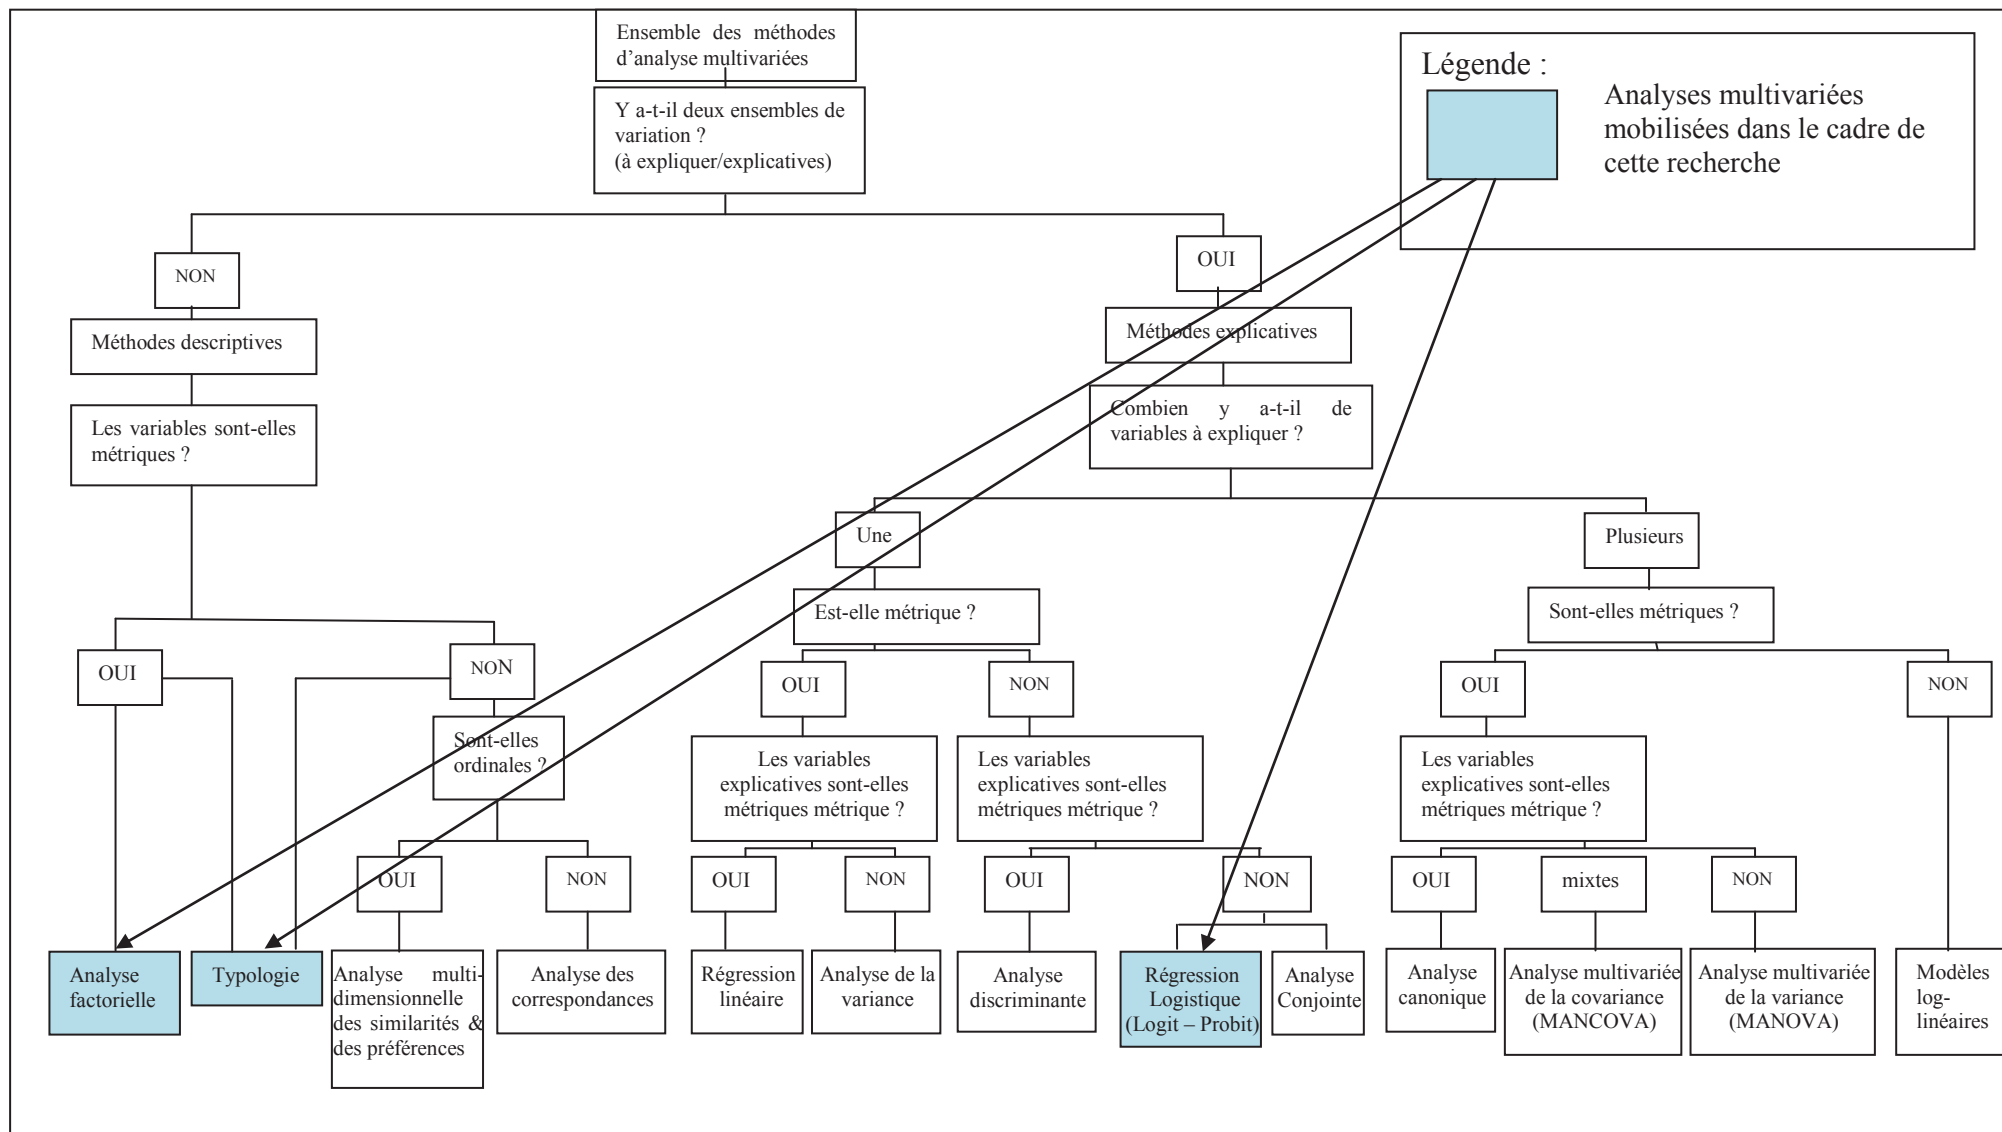 Ensemble des méthodes
d'analyse multivariées
Légende :
Analyses multivariées
mobilisées dans le cadre de
cette recherche
Y a-t-il deux ensembles de
variation ?
(à expliquer/explicatives)
NON
OUI
Méthodes descriptives
Méthodes explicatives
Les variables sont-elles
métriques ?
Combien y a-t-il de
variables à expliquer ?
Une
Plusieurs
Est-elle métrique ?
Sont-elles métriques ?
OUI
NON
OUI
NON
OUI
NON
Sont-elles
ordinales ?
Les variables
explicatives sont-elles
métriques métrique ?
Les variables
explicatives sont-elles
métriques métrique ?
Les variables
explicatives sont-elles
métriques métrique ?
OUI
NON
OUI
NON
OUI
NON
OUI
mixtes
NON
Analyse
factorielle
Typologie
Analyse multi-
dimensionnelle
des similarités &
des préférences
Analyse des
correspondances
Régression
linéaire
Analyse de la
variance
Analyse
discriminante
Régression
Logistique
(Logit – Probit)
Analyse
Conjointe
Analyse
canonique
Analyse multivariée
de la covariance
(MANCOVA)
Analyse multivariée
de la variance
(MANOVA)
Modèles
log-
linéaires